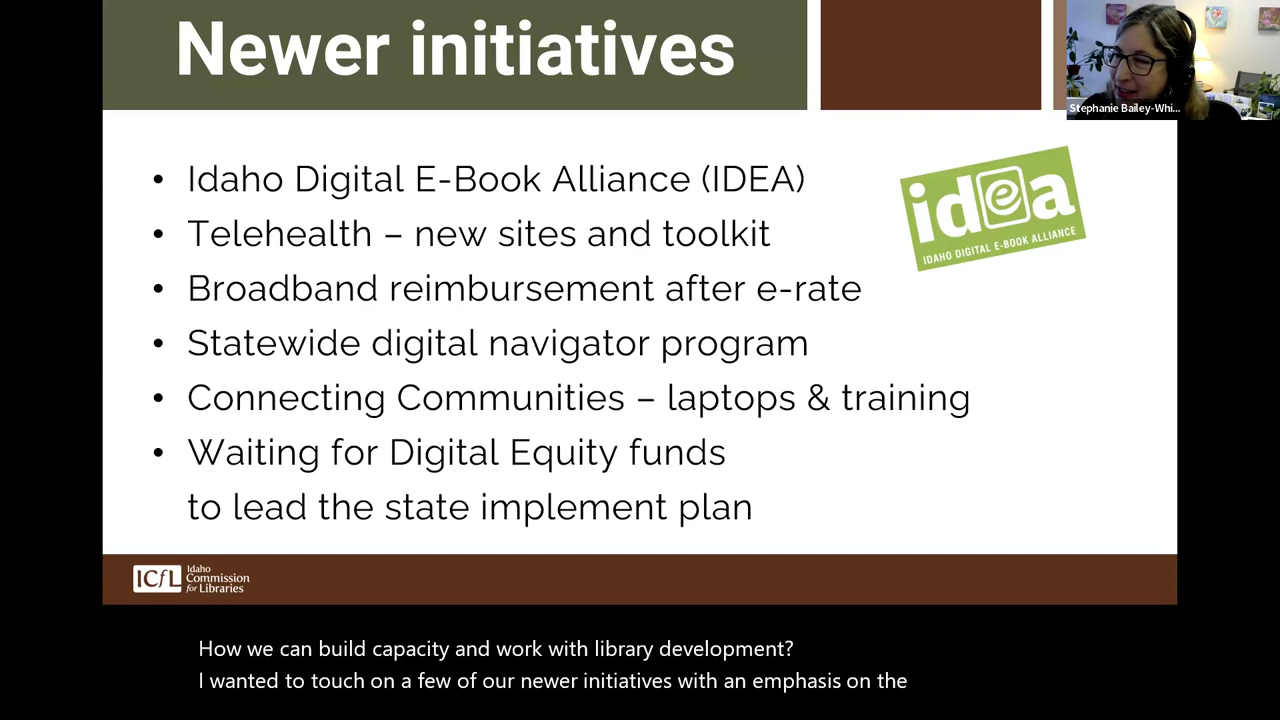 Newer initiatives
Stephanie Bailey-Whi...
• Idaho Digital E-Book Alliance (IDEA)
idea
IDAHO DIGITAL E-BOOK ALLIANCE
• Telehealth – new sites and toolkit
• Broadband reimbursement after e-rate
• Statewide digital navigator program
• Connecting Communities – laptops & training
• Waiting for Digital Equity funds
to lead the state implement plan
ICfL
Idaho
Commission
for Libraries
How we can build capacity and work with library development?
I wanted to touch on a few of our newer initiatives with an emphasis on the